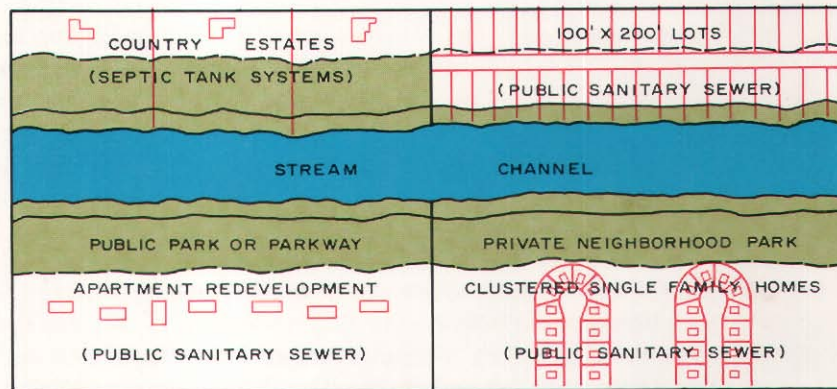 COUNTRY ESTATES
(SEPTIC TANK SYSTEMS)
100' X 200' LOTS
(PUBLIC SANITARY SEWER)
STREAM CHANNEL
PUBLIC PARK OR PARKWAY
APARTMENT REDEVELOPMENT
(PUBLIC SANITARY SEWER)
PRIVATE NEIGHBORHOOD PARK
CLUSTERED SINGLE FAMILY HOMES
(PUBLIC SANITARY SEWER)